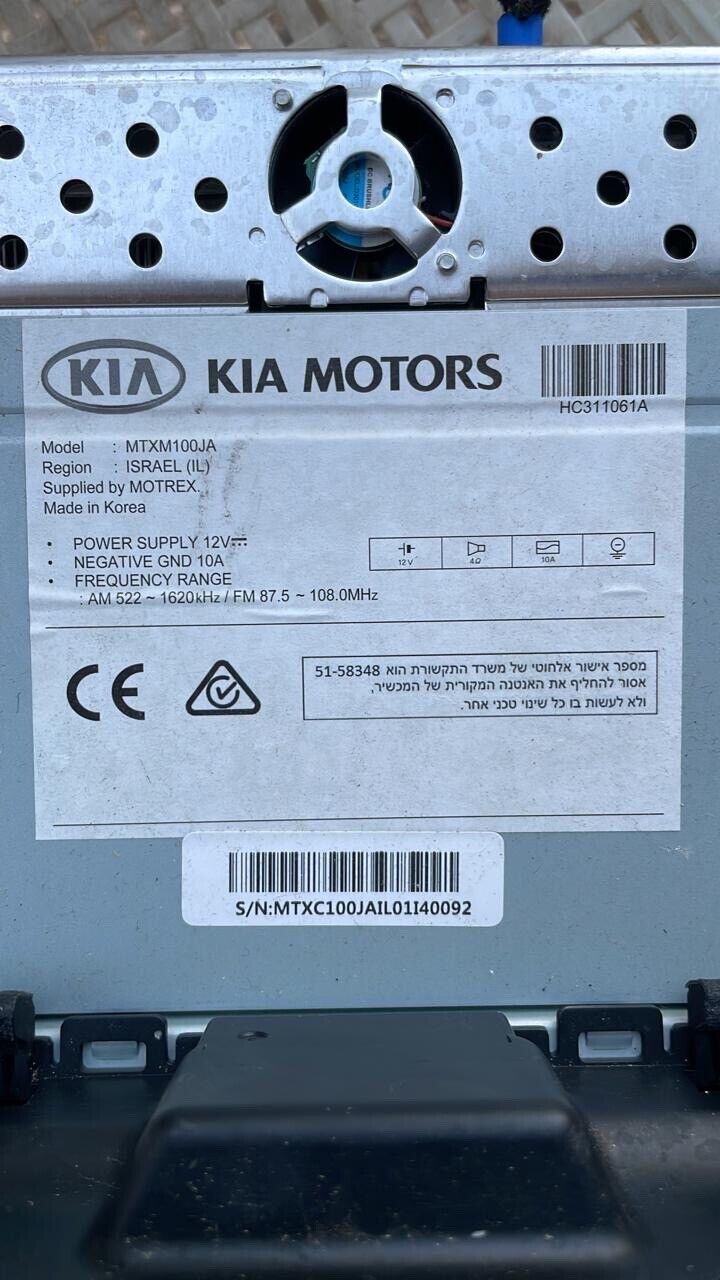 KIA KIA MOTORS
HC311061A
Model : MTXM100JA
Region : ISRAEL (IL)
Supplied by MOTREX.
Made in Korea
• POWER SUPPLY 12V⎓
• NEGATIVE GND 10A
• FREQUENCY RANGE
: AM 522 ~ 1620kHz / FM 87.5 ~ 108.0MHz
12V 4Ω 10A
CE
מספר אישור אלחוטי של משרד התקשורת הוא 51-58348
אסור להחליף את האנטנה המקורית של המכשיר,
ולא לעשות בו כל שינוי טכני אחר.
S/N:MTXC100JAIL01I40092